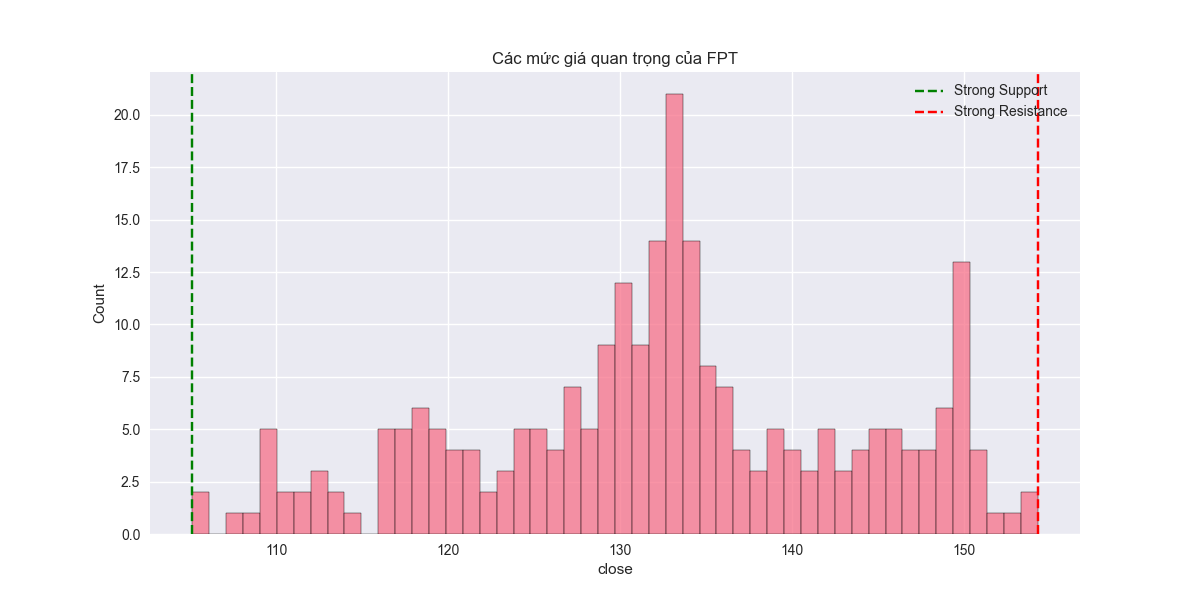 Các mức giá quan trọng của FPT
Strong Support
Strong Resistance
20.0
17.5
15.0
12.5
10.0
7.5
5.0
2.5
0.0
Count
110 120 130 140 150
close